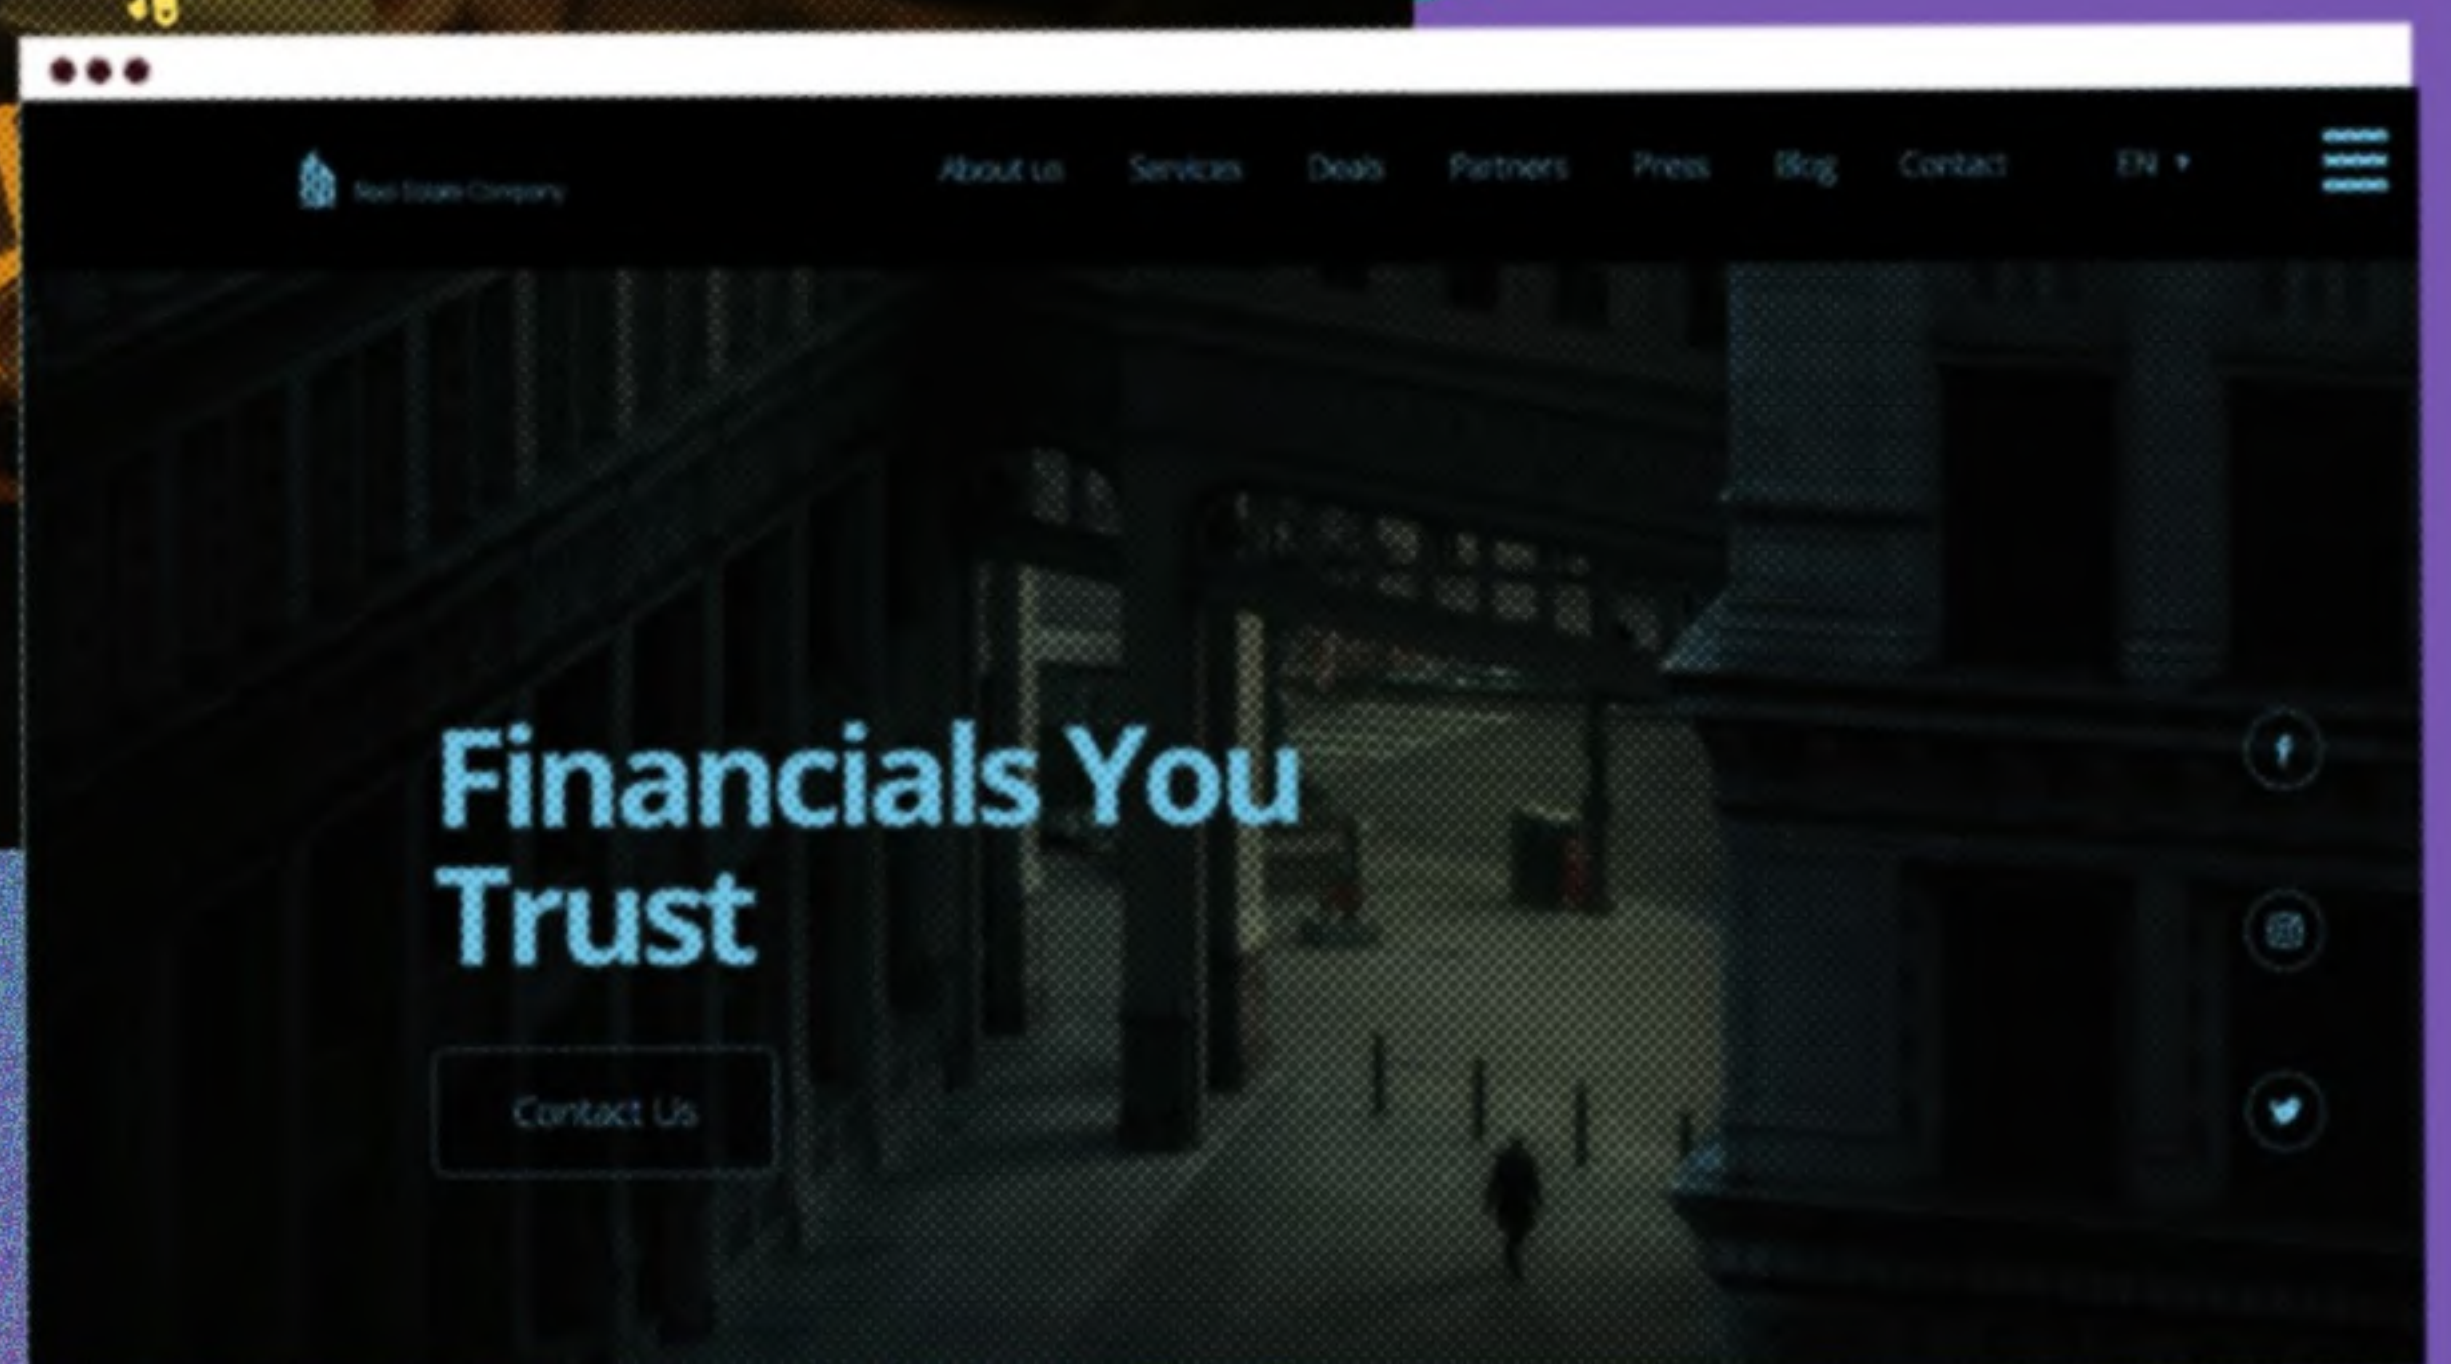 Real Estate Company
About us Services Deals Partners Press Blog Contact EN
Financials You
Trust
Contact Us